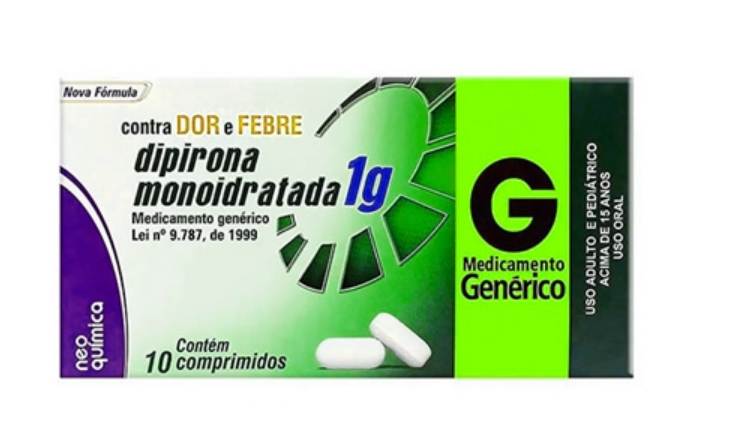 Nova Fórmula
contra DOR e FEBRE
dipirona
monoidratada 1g
Medicamento genérico
Lei nº 9.787, de 1999
Contém
10 comprimidos
neo
química
G
Medicamento
Genérico
USO ADULTO E PEDIÁTRICO
ACIMA DE 15 ANOS
USO ORAL